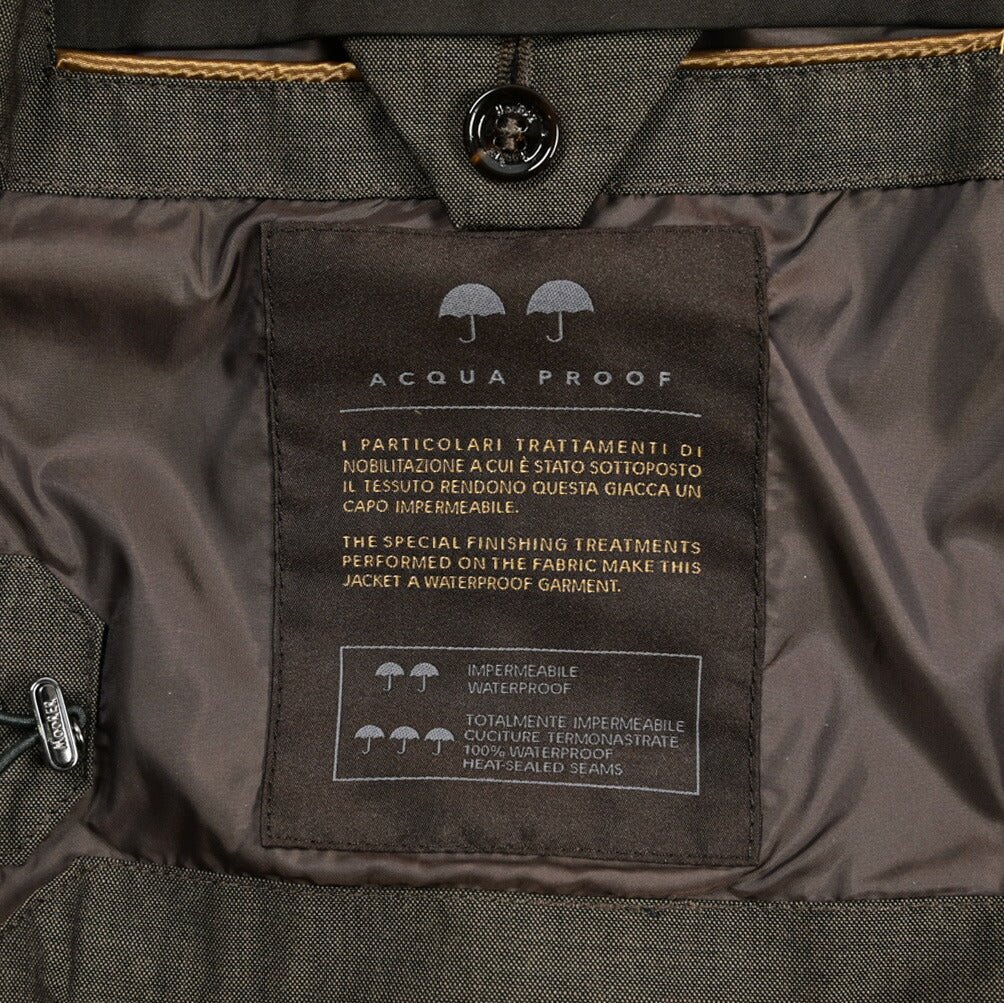 Moorer
ACQUA PROOF
I PARTICOLARI TRATTAMENTI DI
NOBILITAZIONE A CUI È STATO SOTTOPOSTO
IL TESSUTO RENDONO QUESTA GIACCA UN
CAPO IMPERMEABILE.
THE SPECIAL FINISHING TREATMENTS
PERFORMED ON THE FABRIC MAKE THIS
JACKET A WATERPROOF GARMENT.
IMPERMEABILE
WATERPROOF
TOTALMENTE IMPERMEABILE
CUCITURE TERMONASTRATE
100% WATERPROOF
HEAT-SEALED SEAMS
MOORER